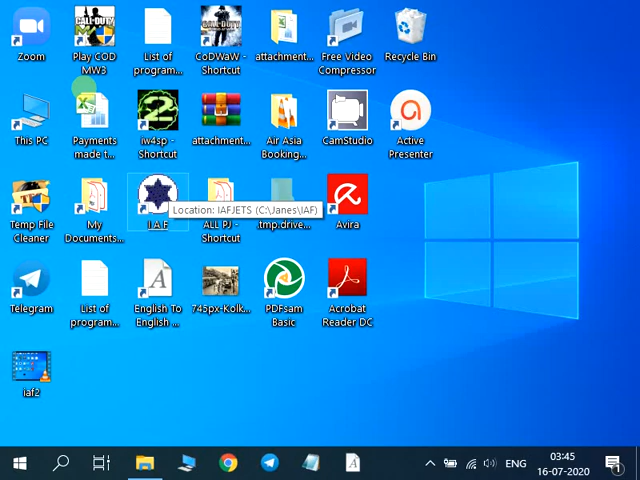 Zoom
Play COD
MW3
List of
program...
CoDWaW -
Shortcut
attachment...
Free Video
Compressor
Recycle Bin
This PC
Payments
made t...
iw4sp -
Shortcut
attachment...
Air Asia
Booking...
CamStudio
Active
Presenter
Temp File
Cleaner
My
Documents...
I.A.F
Location: IAFJETS (C:\Janes\IAF)
ALL PJ -
Shortcut
.tmp.drive...
Avira
Telegram
List of
program...
English To
English ...
745px-Kolk...
PDFsam
Basic
Acrobat
Reader DC
iaf2
ENG
03:45
16-07-2020
1